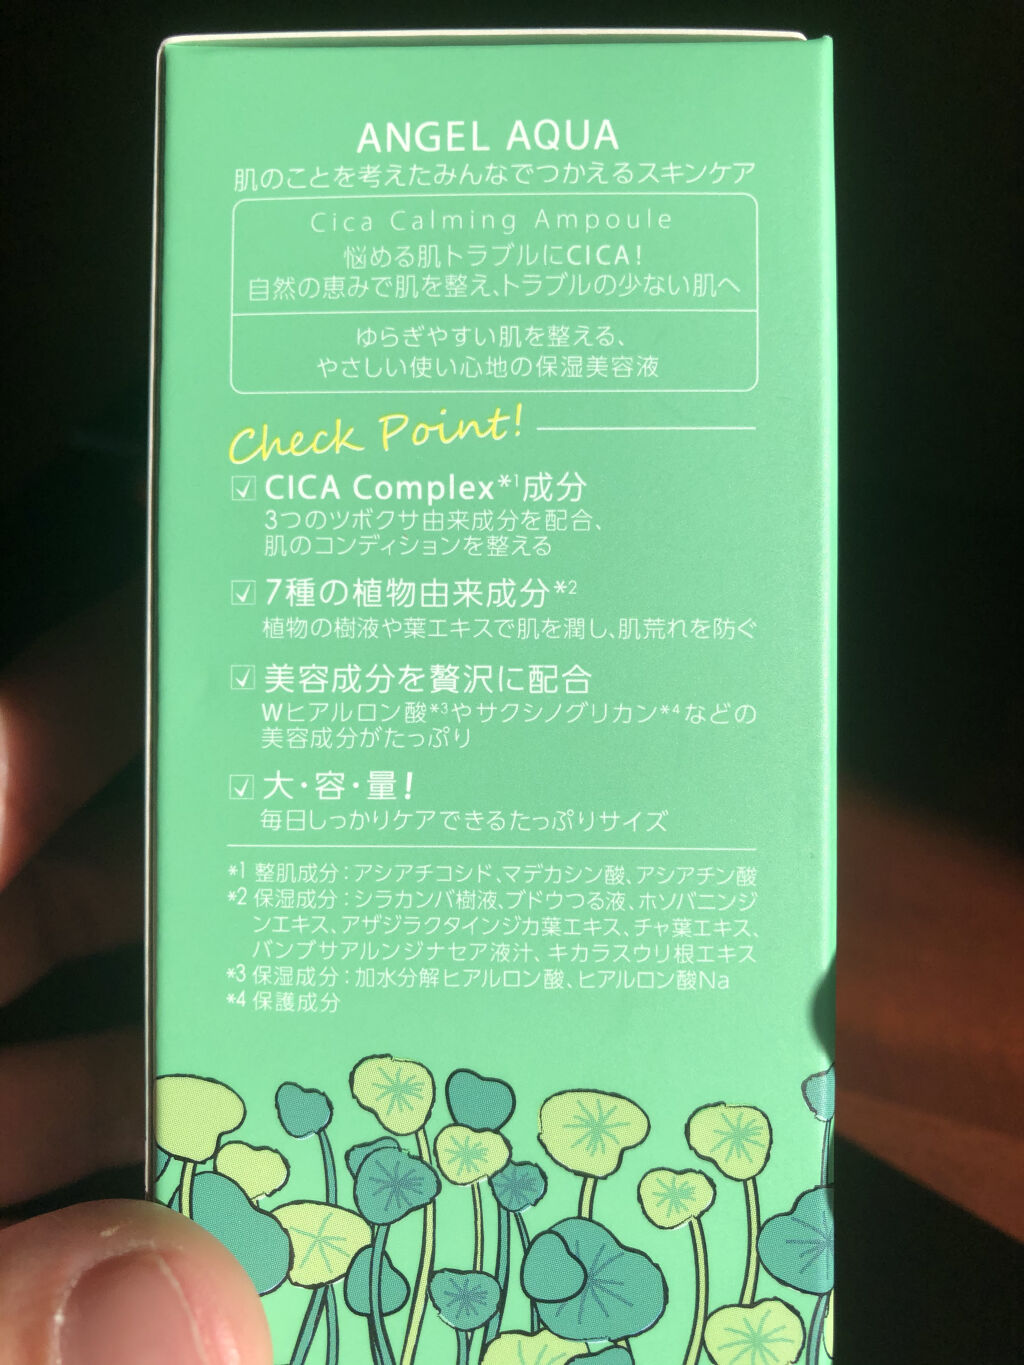 ANGEL AQUA
肌のことを考えたみんなでつかえるスキンケア
Cica Calming Ampoule
悩める肌トラブルにCICA!
自然の恵みで肌を整え、トラブルの少ない肌へ
ゆらぎやすい肌を整える、
やさしい使い心地の保湿美容液
Check Point!
CICA Complex*1成分
3つのツボクサ由来成分を配合、
肌のコンディションを整える
7種の植物由来成分*2
植物の樹液や葉エキスで肌を潤し、肌荒れを防ぐ
美容成分を贅沢に配合
Wヒアルロン酸*3やサクシノグリカン*4などの
美容成分がたっぷり
大・容・量!
毎日しっかりケアできるたっぷりサイズ
*1 整肌成分：アシアチコシド、マデカシン酸、アシアチン酸
*2 保湿成分：シラカンバ樹液、ブドウつる液、ホソバニンジ
ンエキス、アザジラクタインジカ葉エキス、チャ葉エキス、
バンブサアルンジナセア液汁、キカラスウリ根エキス
*3 保湿成分：加水分解ヒアルロン酸、ヒアルロン酸Na
*4 保護成分